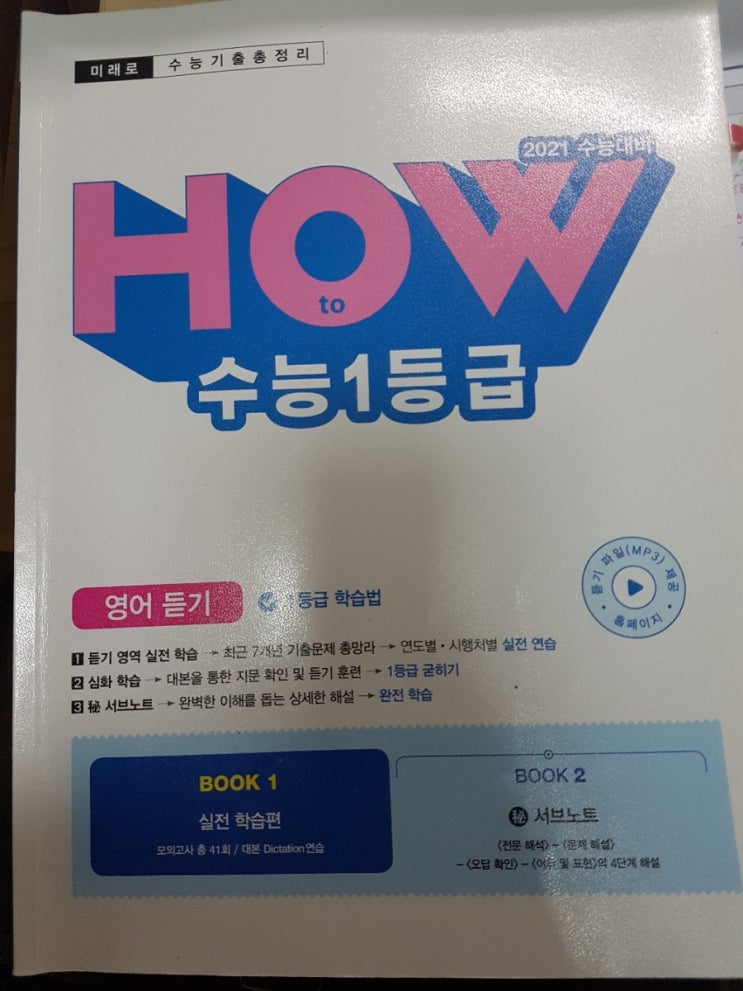 미래로 수능기출총정리
2021 수능대비
HOW
to
수능1등급
듣기 파일(MP3) 제공
홈페이지
영어 듣기
등급 학습법
1 듣기 영역 실전 학습 → 최근 7개년 기출문제 총망라 → 연도별·시행처별 실전 연습
2 심화 학습 → 대본을 통한 지문 확인 및 듣기 훈련 → 1등급 굳히기
3 秘 서브노트 → 완벽한 이해를 돕는 상세한 해설 → 완전 학습
BOOK 1
실전 학습편
모의고사 총 41회 / 대본 Dictation연습
BOOK 2
秘 서브노트
<전문 해석> - <문제 해설>
- <오답 확인> - <어휘 및 표현>의 4단계 해설